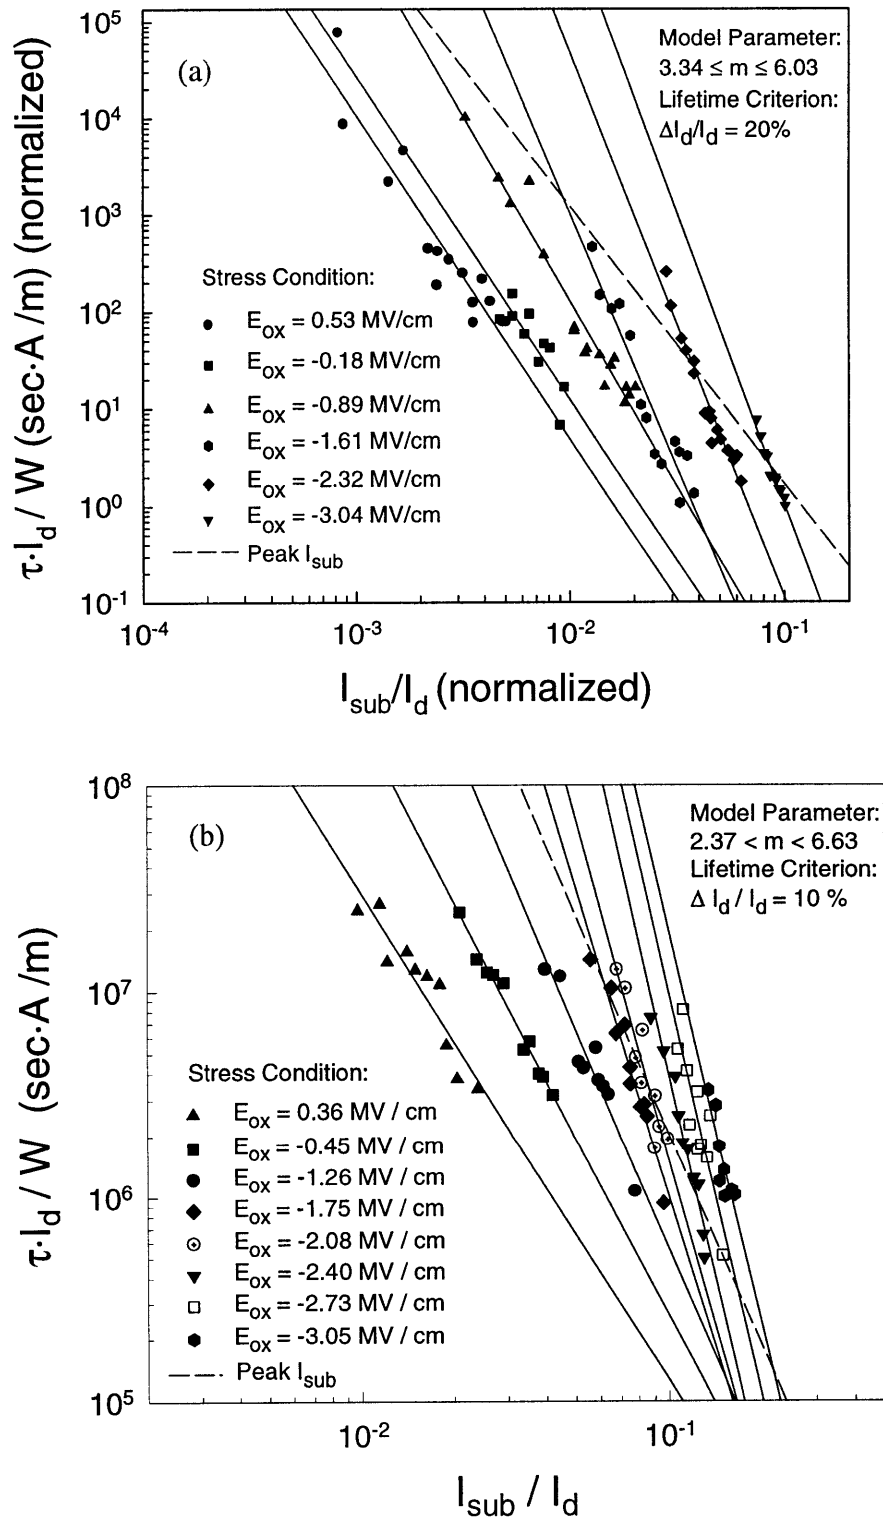 (a)
Model Parameter:
3.34 ≤ m ≤ 6.03
Lifetime Criterion:
ΔI_d/I_d = 20%
Stress Condition:
E_ox = 0.53 MV/cm
E_ox = -0.18 MV/cm
E_ox = -0.89 MV/cm
E_ox = -1.61 MV/cm
E_ox = -2.32 MV/cm
E_ox = -3.04 MV/cm
Peak I_sub
τ·I_d / W (sec·A /m) (normalized)
10^5
10^4
10^3
10^2
10^1
10^0
10^-1
10^-4
10^-3
10^-2
10^-1
I_sub/I_d (normalized)
(b)
Model Parameter:
2.37 < m < 6.63
Lifetime Criterion:
Δ I_d / I_d = 10 %
Stress Condition:
E_ox = 0.36 MV / cm
E_ox = -0.45 MV / cm
E_ox = -1.26 MV / cm
E_ox = -1.75 MV / cm
E_ox = -2.08 MV / cm
E_ox = -2.40 MV / cm
E_ox = -2.73 MV / cm
E_ox = -3.05 MV / cm
Peak I_sub
τ·I_d / W (sec·A /m)
10^8
10^7
10^6
10^5
10^-2
10^-1
I_sub / I_d